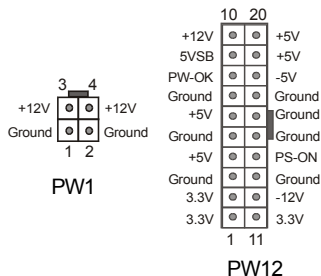 10 20
+12V +5V
5VSB +5V
PW-OK -5V
Ground Ground
+5V Ground
Ground Ground
+5V PS-ON
Ground Ground
3.3V -12V
3.3V 3.3V
1 11
PW12
3 4
+12V +12V
Ground Ground
1 2
PW1